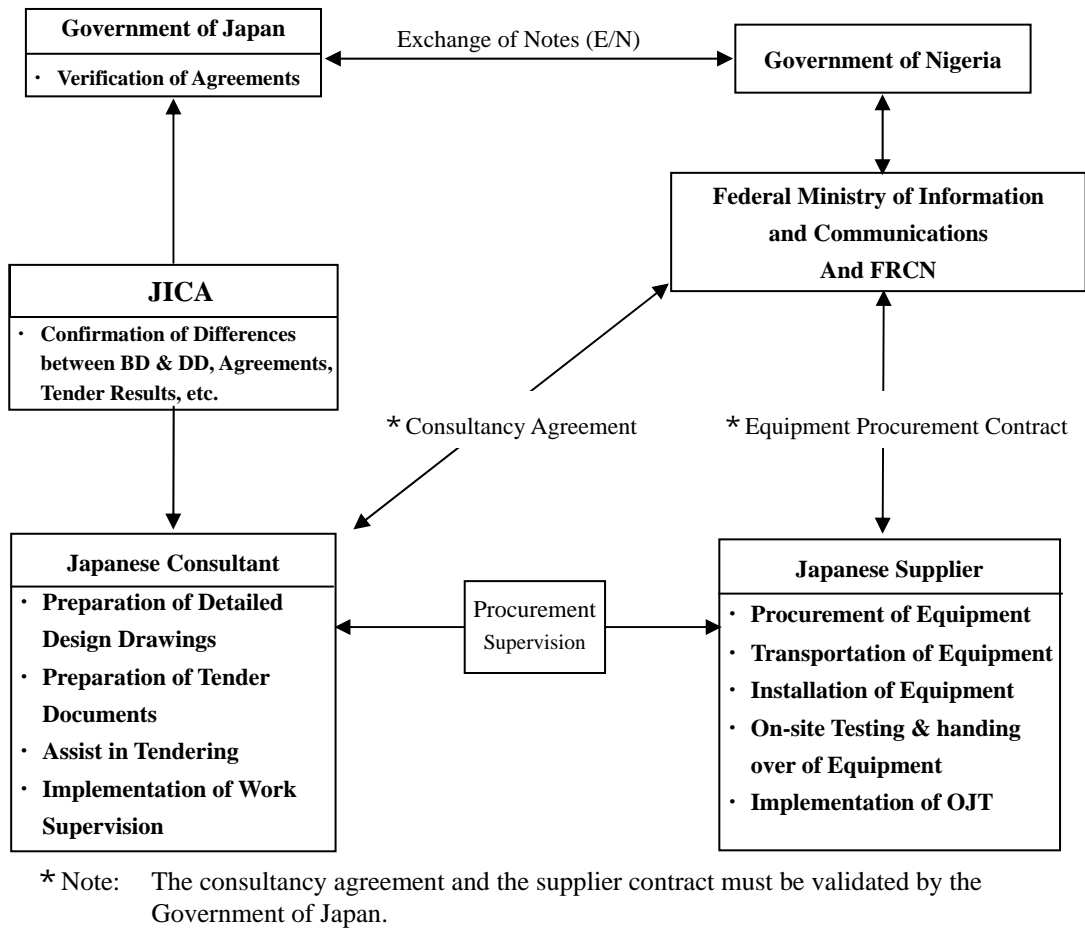 Government of Japan
・ Verification of Agreements
Exchange of Notes (E/N)
Government of Nigeria
Federal Ministry of Information
and Communications
And FRCN
JICA
・ Confirmation of Differences
between BD & DD, Agreements,
Tender Results, etc.
* Consultancy Agreement
* Equipment Procurement Contract
Japanese Consultant
・ Preparation of Detailed
Design Drawings
・ Preparation of Tender
Documents
・ Assist in Tendering
・ Implementation of Work
Supervision
Procurement
Supervision
Japanese Supplier
・ Procurement of Equipment
・ Transportation of Equipment
・ Installation of Equipment
・ On-site Testing & handing
over of Equipment
・ Implementation of OJT
* Note: The consultancy agreement and the supplier contract must be validated by the
Government of Japan.